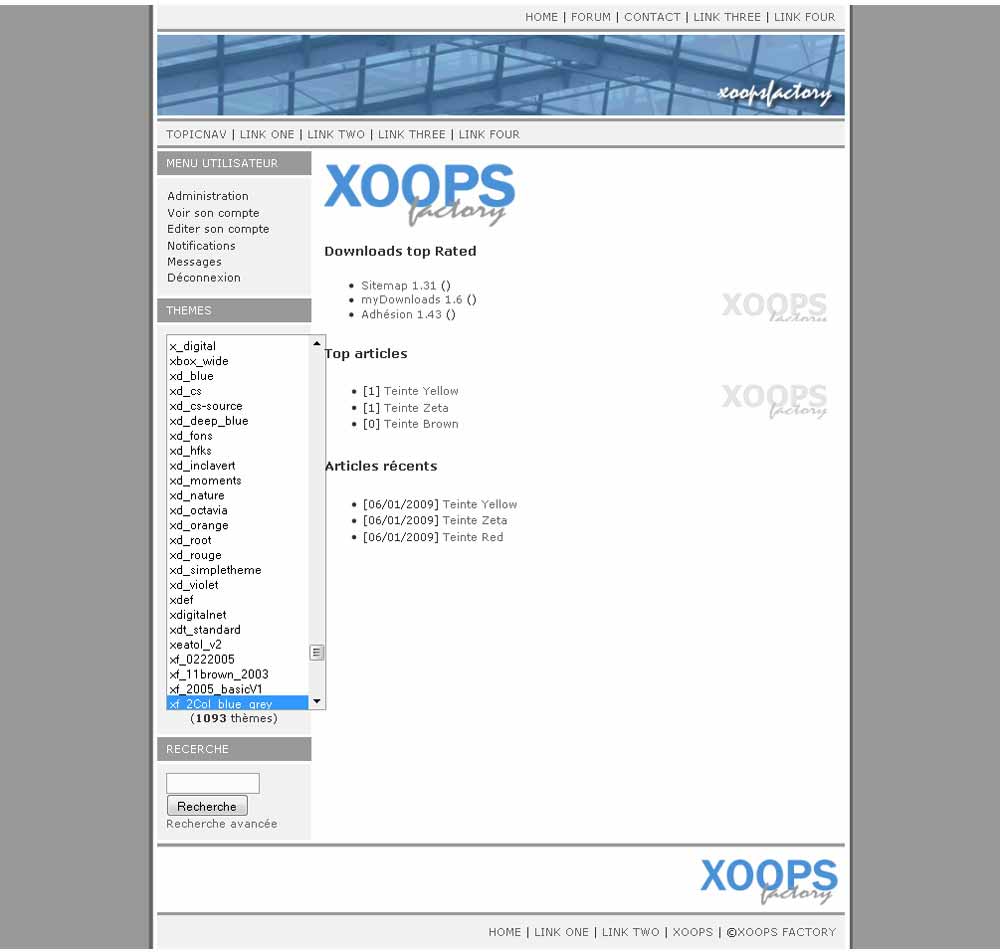 HOME | FORUM | CONTACT | LINK THREE | LINK FOUR
xoopsfactory
TOPICNAV | LINK ONE | LINK TWO | LINK THREE | LINK FOUR
MENU UTILISATEUR
Administration
Voir son compte
Editer son compte
Notifications
Messages
Déconnexion
THEMES
x_digital
xbox_wide
xd_blue
xd_cs
xd_cs-source
xd_deep_blue
xd_fons
xd_hfks
xd_inclavert
xd_moments
xd_nature
xd_octavia
xd_orange
xd_root
xd_rouge
xd_simpletheme
xd_violet
xdef
xdigitalnet
xdt_standard
xeatol_v2
xf_0222005
xf_11brown_2003
xf_2005_basicV1
xf_2Col_blue_grey
(1093 thèmes)
RECERCHE
Recherche
Recherche avancée
XOOPS
factory
Downloads top Rated
• Sitemap 1.31 ()
• myDownloads 1.6 ()
• Adhésion 1.43 ()
XOOPS
factory
Top articles
• [1] Teinte Yellow
• [1] Teinte Zeta
• [0] Teinte Brown
XOOPS
factory
Articles récents
• [06/01/2009] Teinte Yellow
• [06/01/2009] Teinte Zeta
• [06/01/2009] Teinte Red
XOOPS
factory
HOME | LINK ONE | LINK TWO | XOOPS | ©XOOPS FACTORY